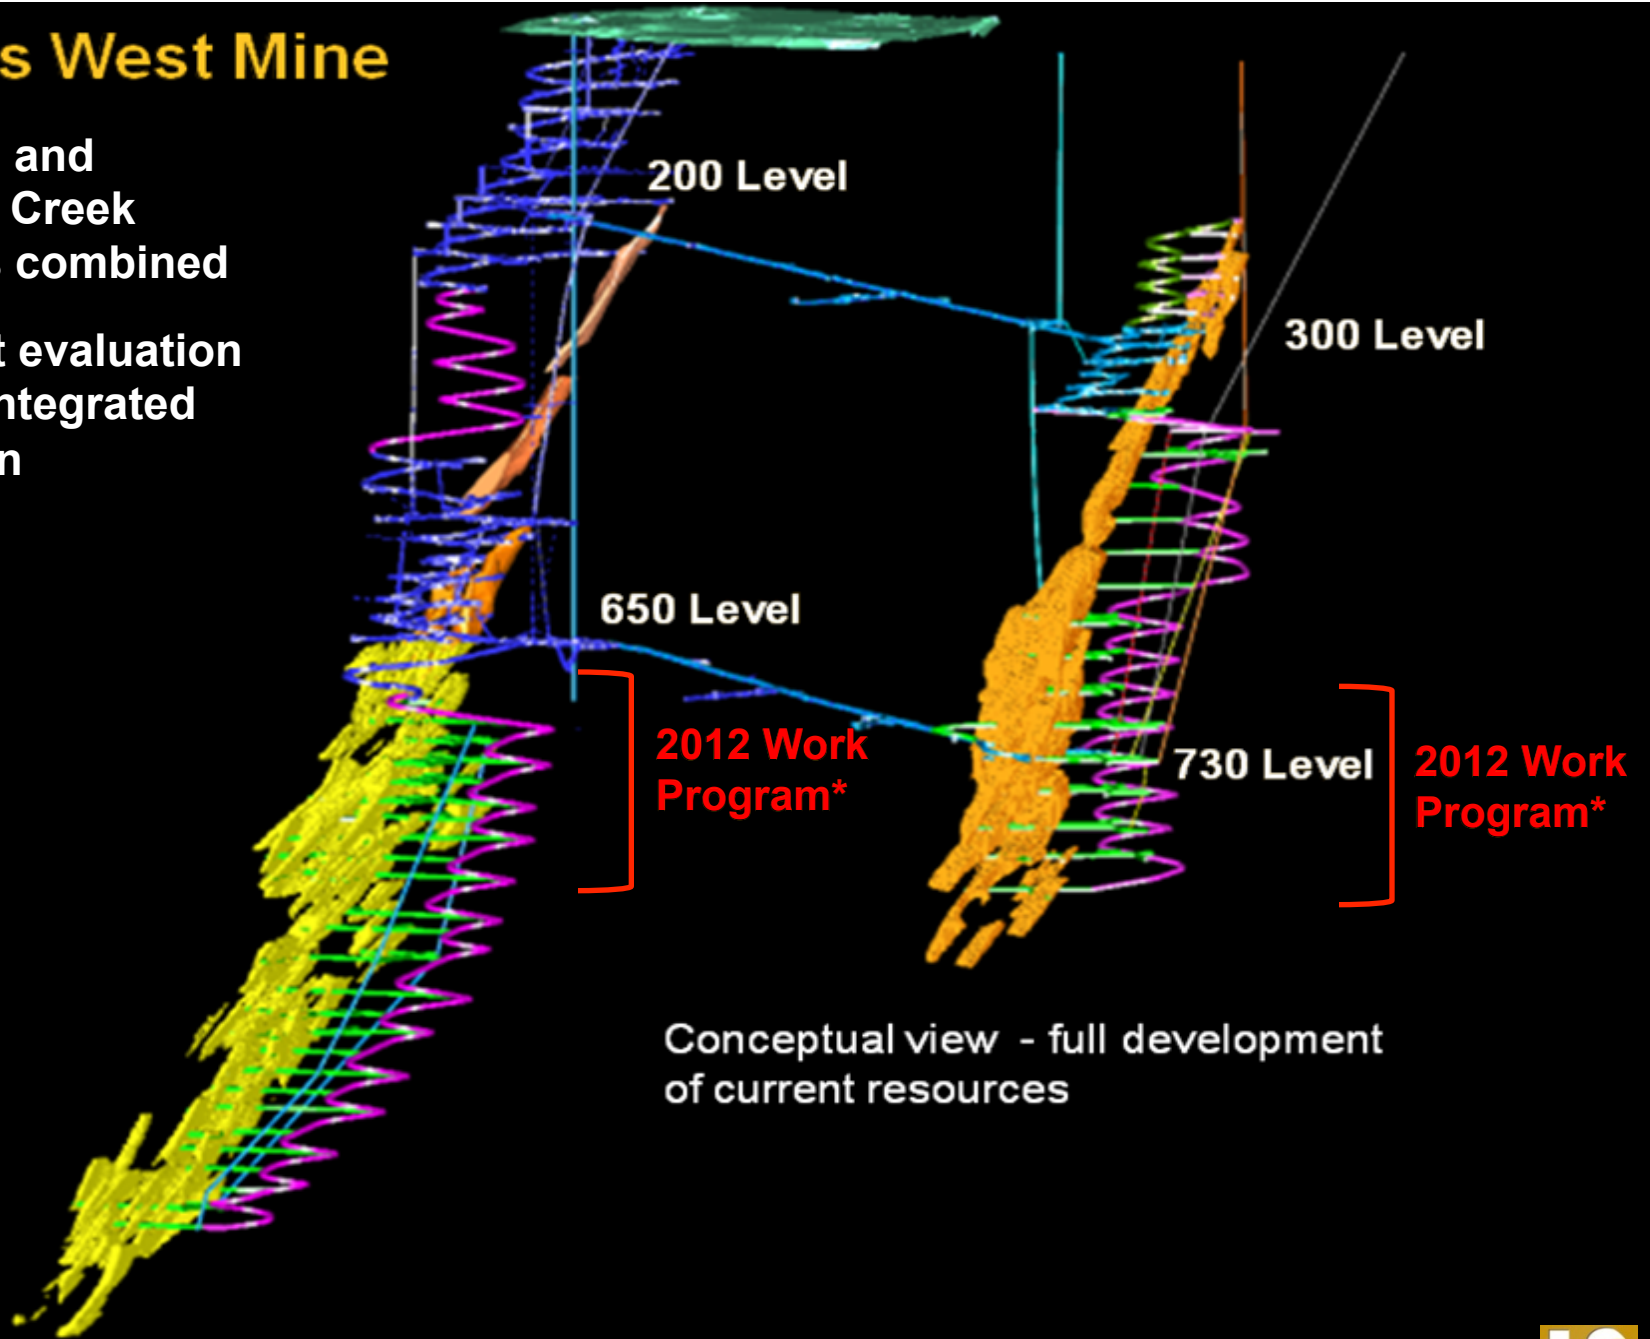 s West Mine
and
Creek
combined
t evaluation
ntegrated
n
200 Level
300 Level
650 Level
730 Level
2012 Work
Program*
2012 Work
Program*
Conceptual view - full development
of current resources